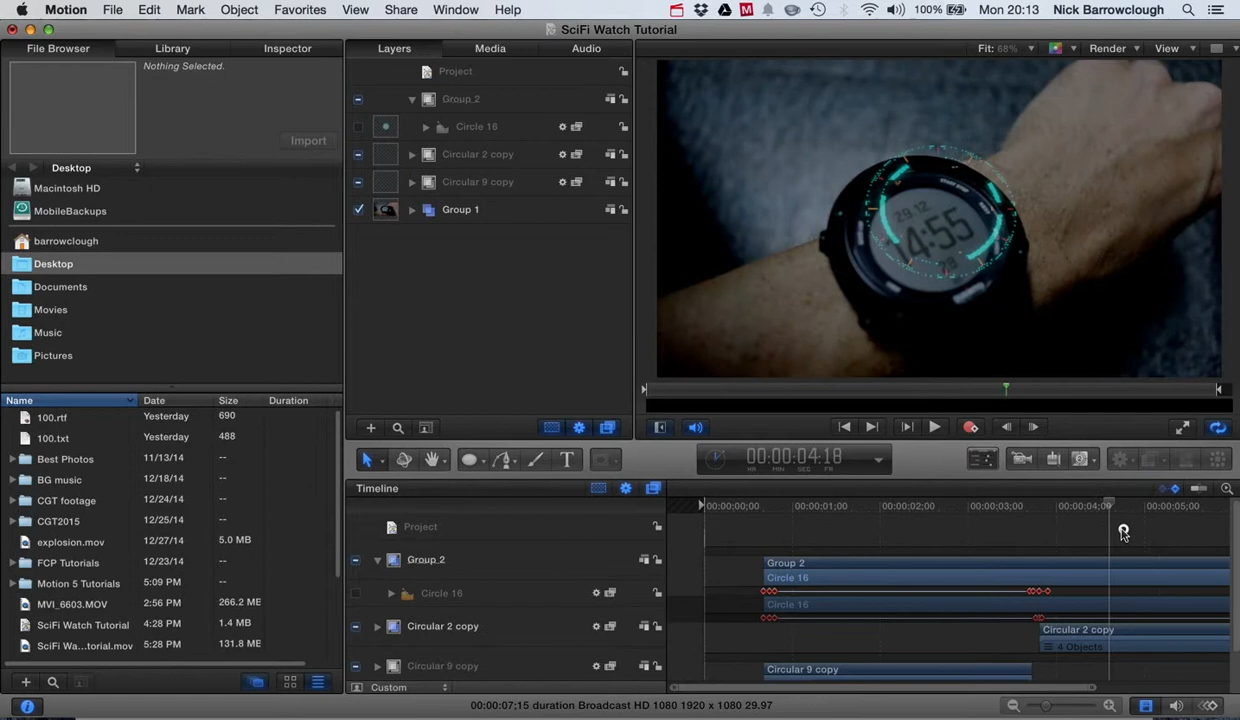 Motion File Edit Mark Object Favorites View Share Window Help 100% Mon 20:13 Nick Barrowclough
SciFi Watch Tutorial
File Browser Library Inspector Layers Media Audio Fit: 68% Render View
Nothing Selected.
Import
Desktop
Macintosh HD
MobileBackups
barrowclough
Desktop
Documents
Movies
Music
Pictures
Name Date Size Duration
100.rtf Yesterday 690
100.txt Yesterday 488
Best Photos 11/13/14 --
BG music 12/18/14 --
CGT footage 12/24/14 --
CGT2015 12/25/14 --
explosion.mov 12/27/14 5.0 MB
FCP Tutorials 12/23/14 --
Motion 5 Tutorials 5:09 PM --
MVI_6603.MOV 2:56 PM 266.2 MB
SciFi Watch Tutorial 4:28 PM 1.4 MB
SciFi Wa...torial.mov 5:28 PM 131.8 MB
Project
Group 2
Circle 16
Circular 2 copy
Circular 9 copy
Group 1
29.12
14:55
00:00:04:18
HR MIN SEC FR
T
Timeline
00:00:00;00 00:00:01;00 00:00:02;00 00:00:03;00 00:00:04;0 00:00:05;00
Project
Group 2 Group 2
Circle 16
Circle 16 Circle 16
Circular 2 copy Circular 2 copy
4 Objects
Circular 9 copy Circular 9 copy
Custom
00:00:07;15 duration Broadcast HD 1080 1920 x 1080 29.97